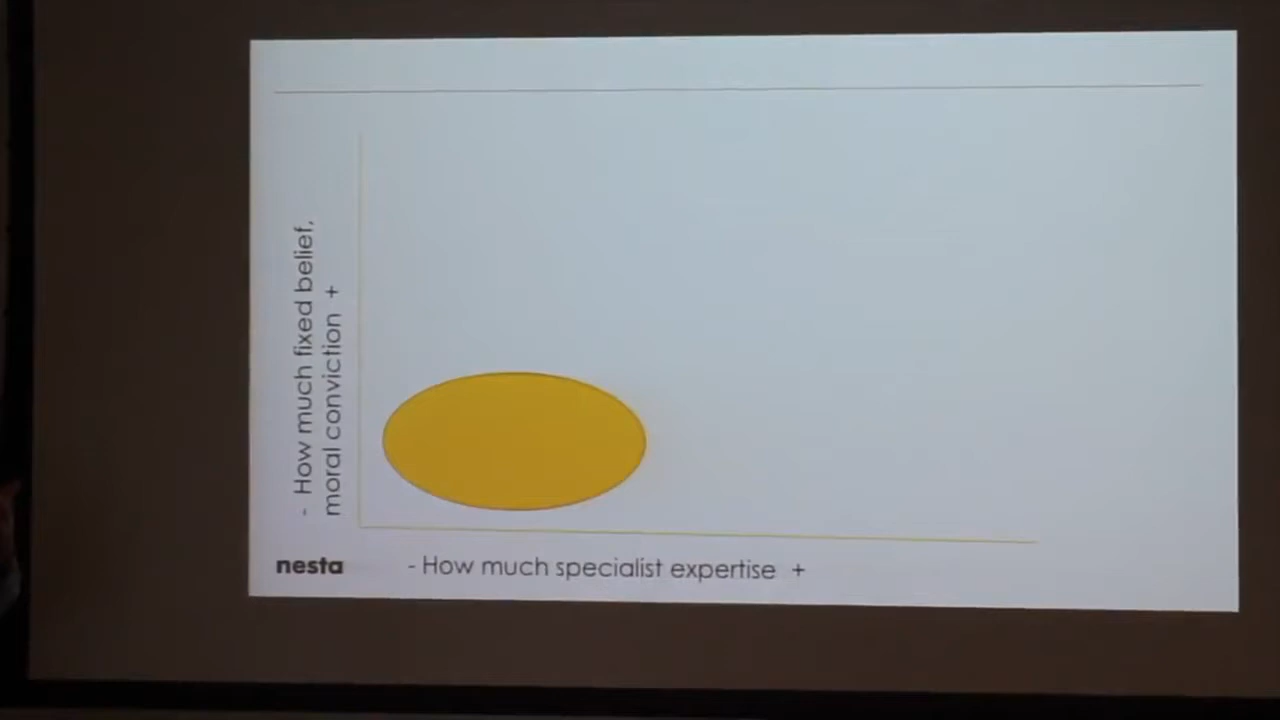 - How much fixed belief,
moral conviction +
nesta
- How much specialist expertise +